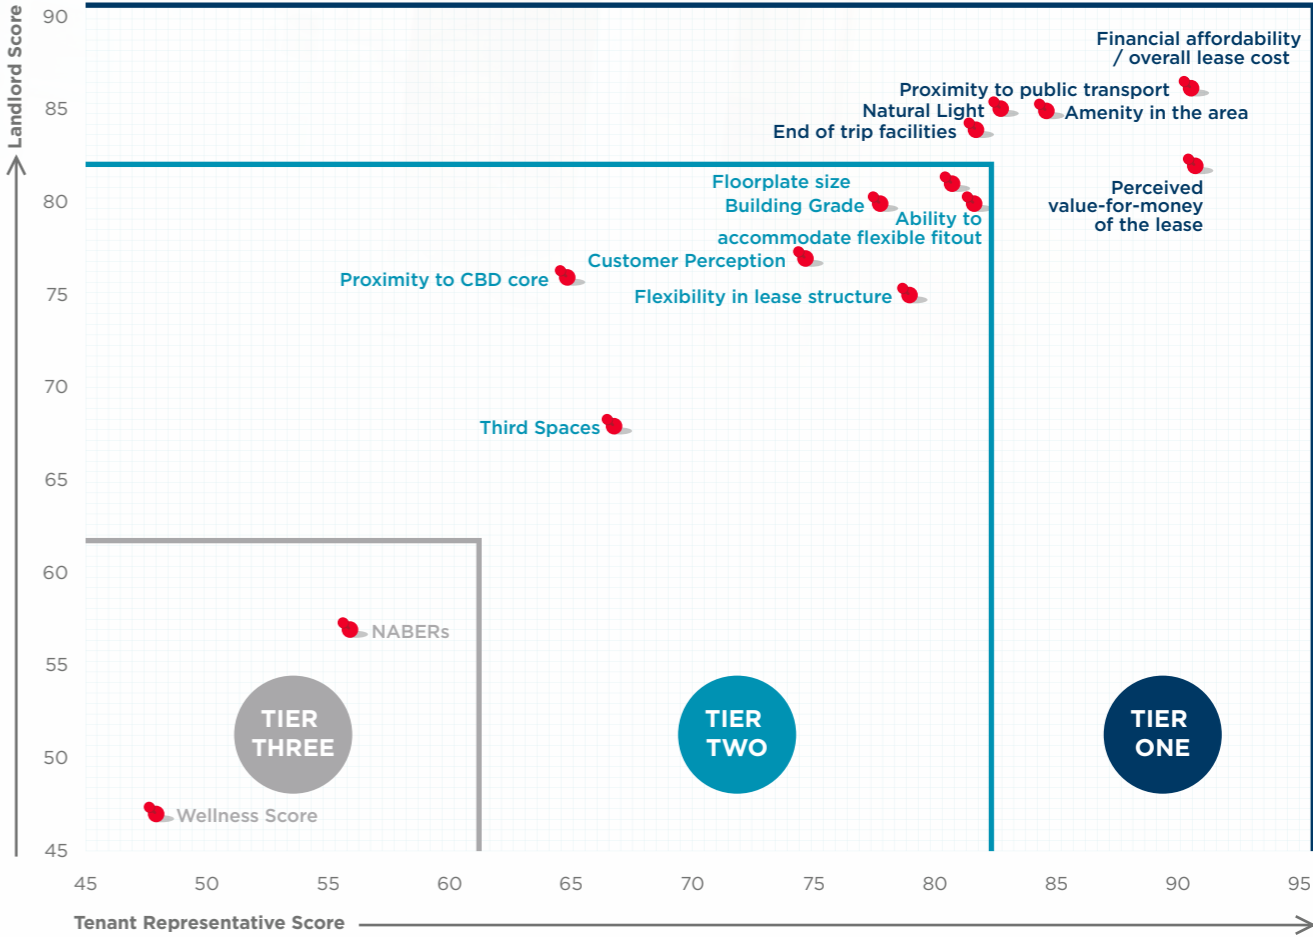 90
Landlord Score
Financial affordability
/ overall lease cost
85
Proximity to public transport
Natural Light
Amenity in the area
End of trip facilities
80
Floorplate size
Building Grade
Ability to
accommodate flexible fitout
Perceived
value-for-money
of the lease
Customer Perception
Proximity to CBD core
75
Flexibility in lease structure
70
Third Spaces
65
60
NABERs
55
TIER
THREE
TIER
TWO
TIER
ONE
50
Wellness Score
45
45 50 55 60 65 70 75 80 85 90 95
Tenant Representative Score